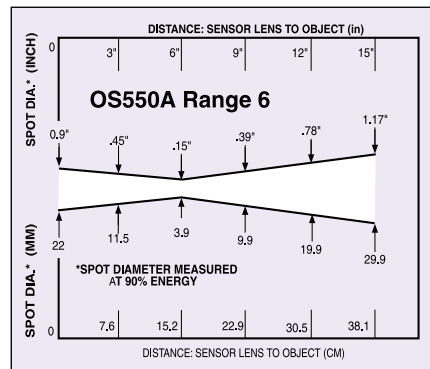 DISTANCE: SENSOR LENS TO OBJECT (in)
0 3" 6" 9" 12" 15"
SPOT DIA.* (INCH)
OS550A Range 6
0.9" .45" .15" .39" .78" 1.17"
22 11.5 3.9 9.9 19.9 29.9
SPOT DIA.* (MM)
*SPOT DIAMETER MEASURED
AT 90% ENERGY
0 7.6 15.2 22.9 30.5 38.1
DISTANCE: SENSOR LENS TO OBJECT (CM)